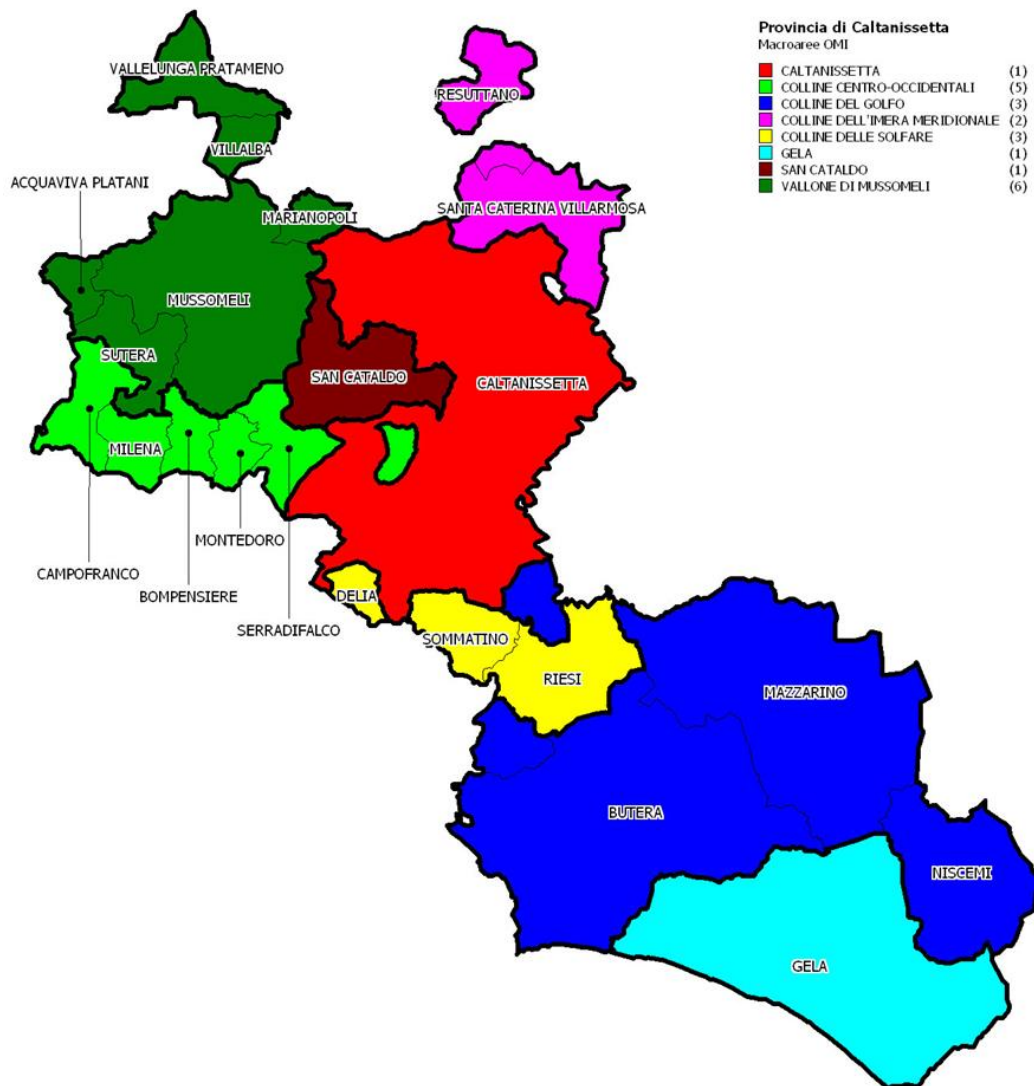 Provincia di Caltanissetta
Macroaree OMI
CALTANISSETTA (1)
COLLINE CENTRO-OCCIDENTALI (5)
COLLINE DEL GOLFO (3)
COLLINE DELL'IMERA MERIDIONALE (2)
COLLINE DELLE SOLFARE (3)
GELA (1)
SAN CATALDO (1)
VALLONE DI MUSSOMELI (6)
VALLELUNGA PRATAMENO
RESUTTANO
VILLALBA
ACQUAVIVA PLATANI
MARIANOPOLI
SANTA CATERINA VILLARMOSA
MUSSOMELI
SUTERA
SAN CATALDO
CALTANISSETTA
MILENA
MONTEDORO
CAMPOFRANCO
BOMPENSIERE
SERRADIFALCO
DELIA
SOMMATINO
RIESI
MAZZARINO
BUTERA
NISCEMI
GELA